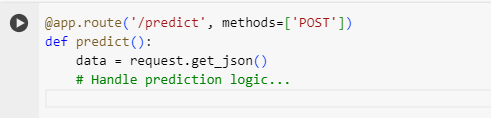 @app.route('/predict', methods=['POST'])
def predict():
    data = request.get_json()
    # Handle prediction logic...